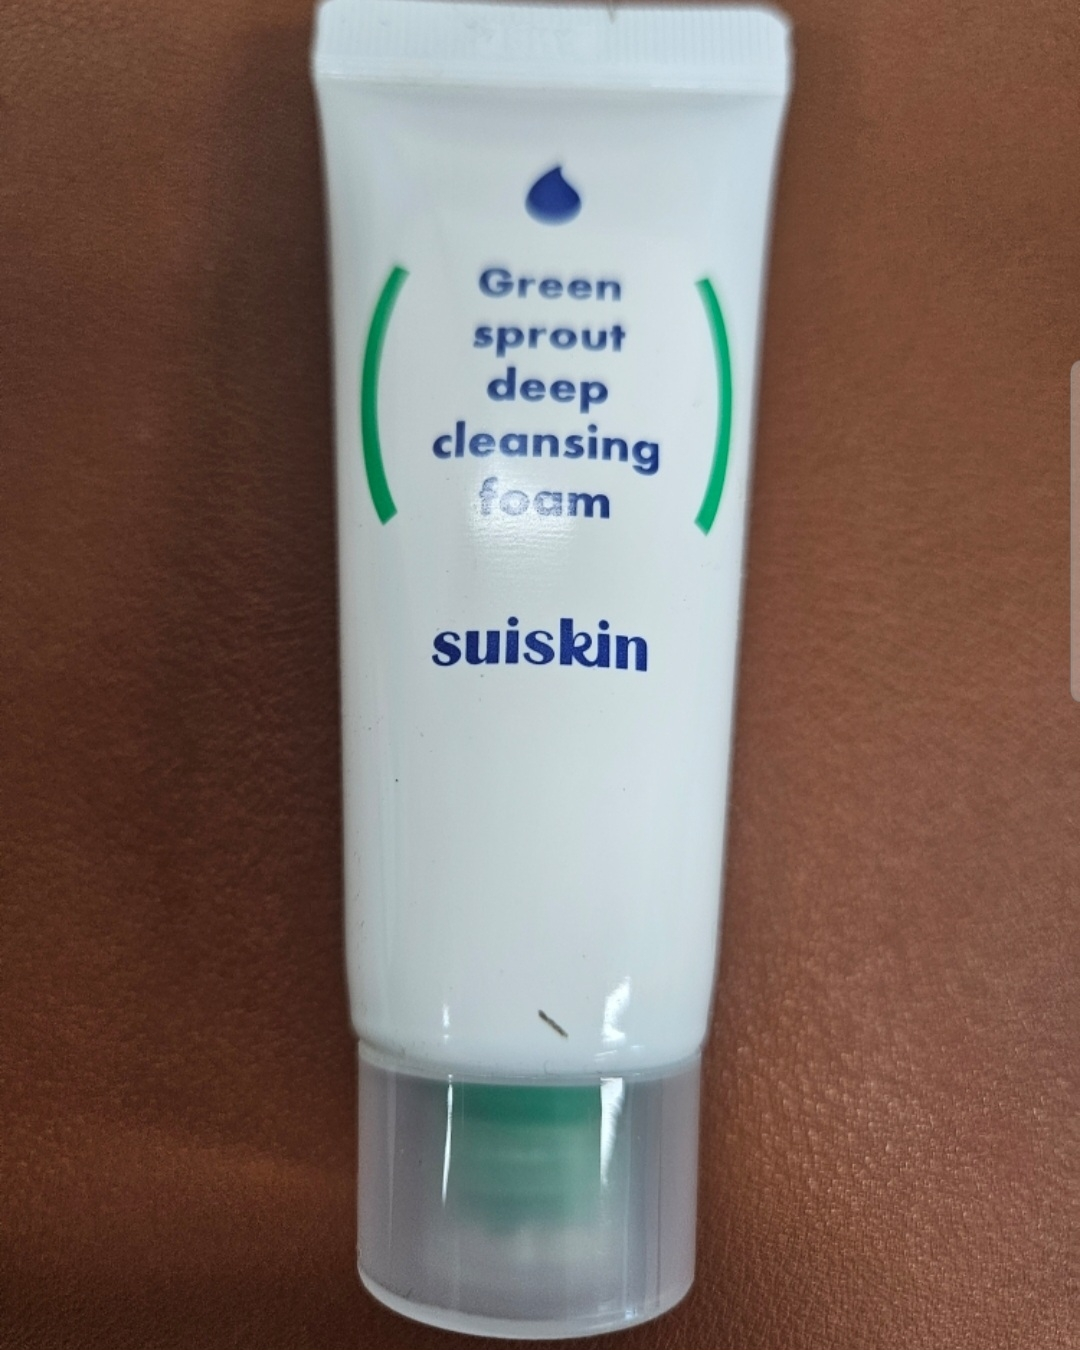 Green
sprout
deep
cleansing
foam
suiskin